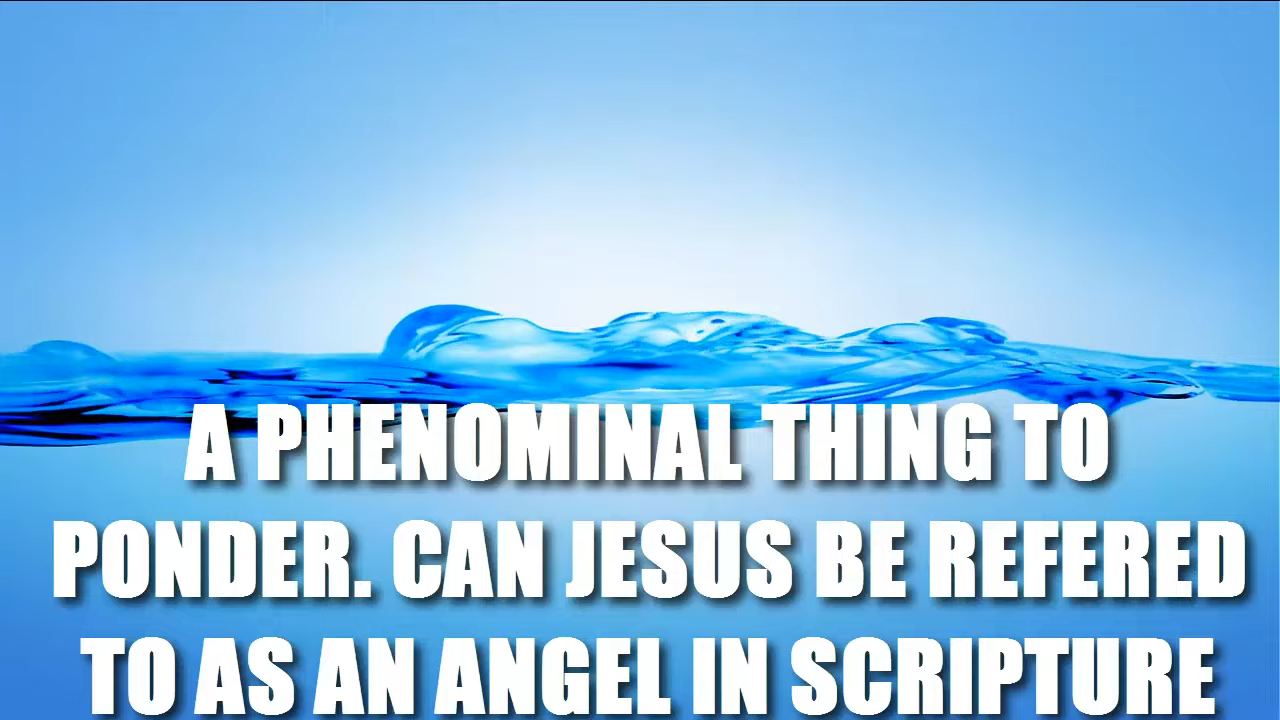 A PHENOMINAL THING TO
PONDER. CAN JESUS BE REFERED
TO AS AN ANGEL IN SCRIPTURE